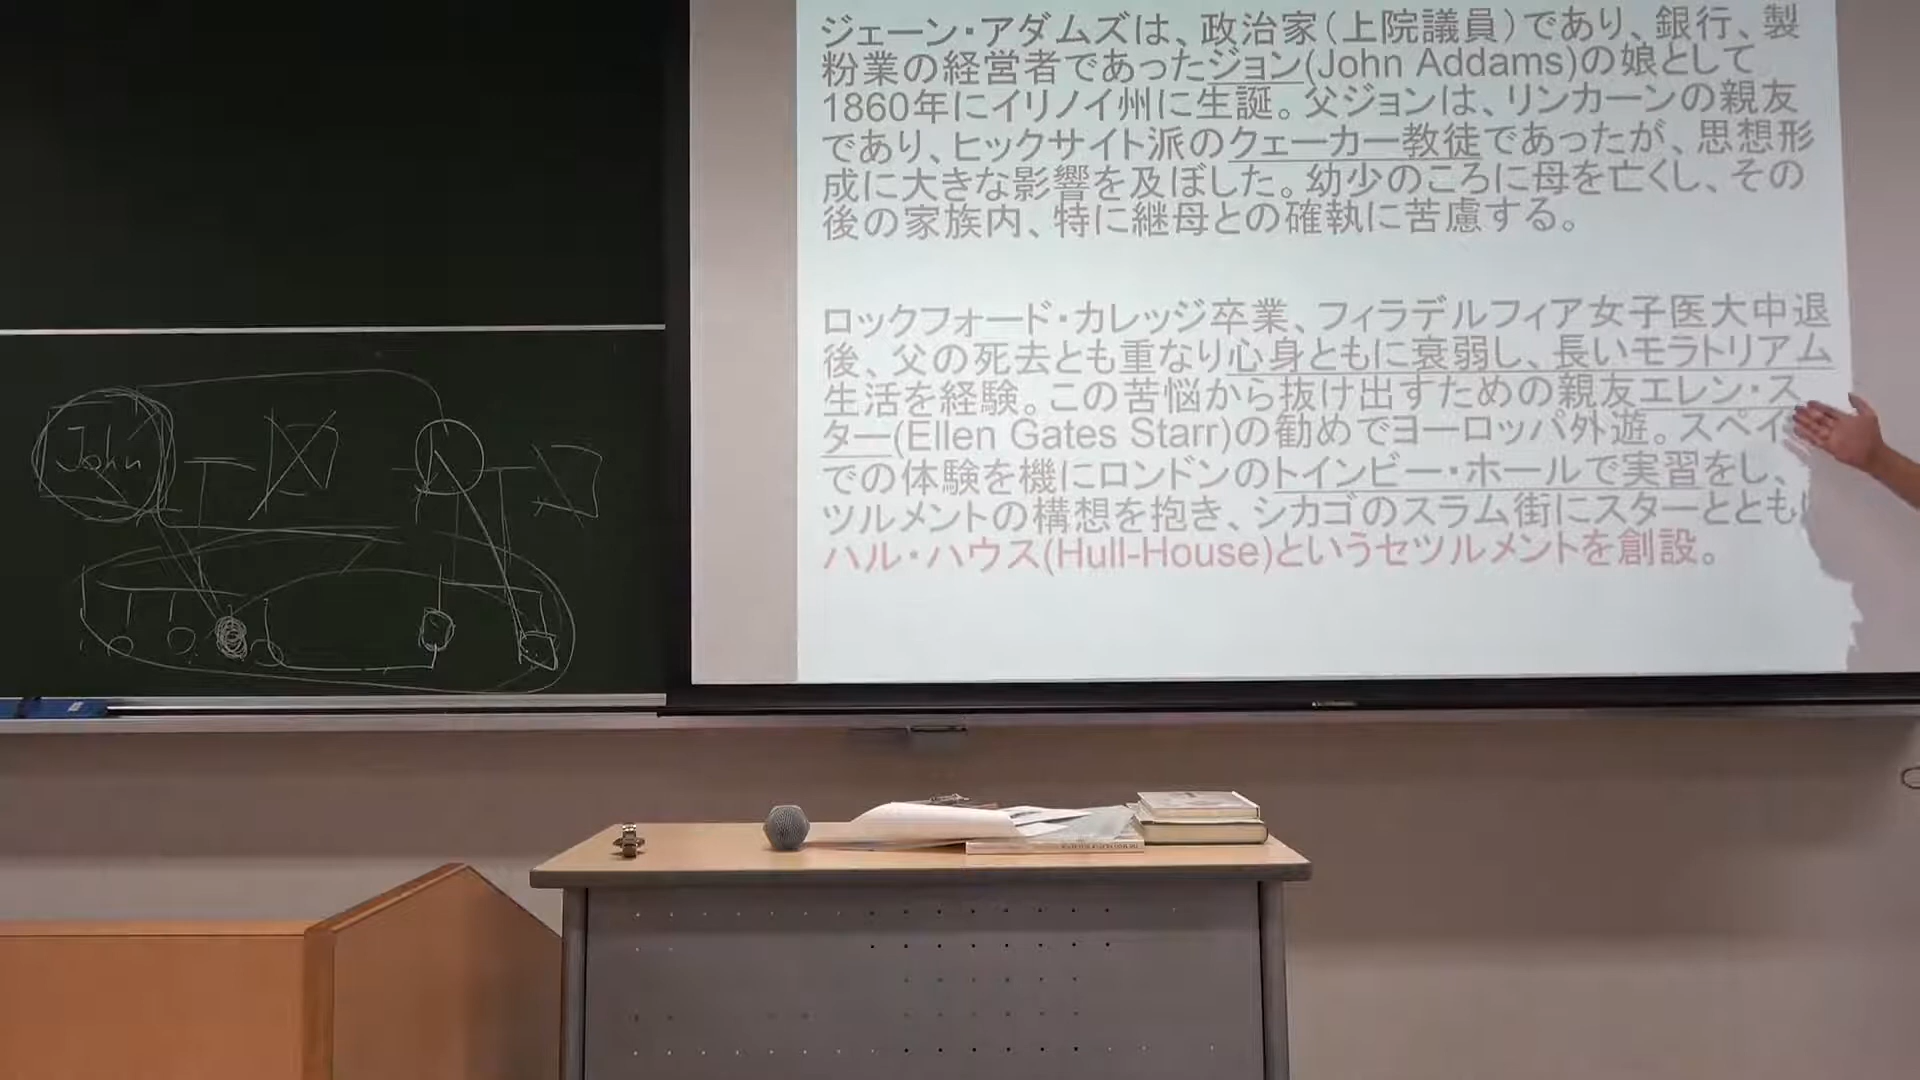 ジェーン・アダムズは、政治家(上院議員)であり、銀行、製
粉業の経営者であったジョン(John Addams)の娘として
1860年にイリノイ州に生誕。父ジョンは、リンカーンの親友
であり、ヒックサイト派のクェーカー教徒であったが、思想形
成に大きな影響を及ぼした。幼少のころに母を亡くし、その
後の家族内、特に継母との確執に苦慮する。
ロックフォード・カレッジ卒業、フィラデルフィア女子医大中退
後、父の死去とも重なり心身ともに衰弱し、長いモラトリアム
生活を経験。この苦悩から抜け出すための親友エレン・ス
ター(Ellen Gates Starr)の勧めでヨーロッパ外遊。スペイ
での体験を機にロンドンのトインビー・ホールで実習をし、
ツルメントの構想を抱き、シカゴのスラム街にスターととも
ハル・ハウス(Hull-House)というセツルメントを創設。
John